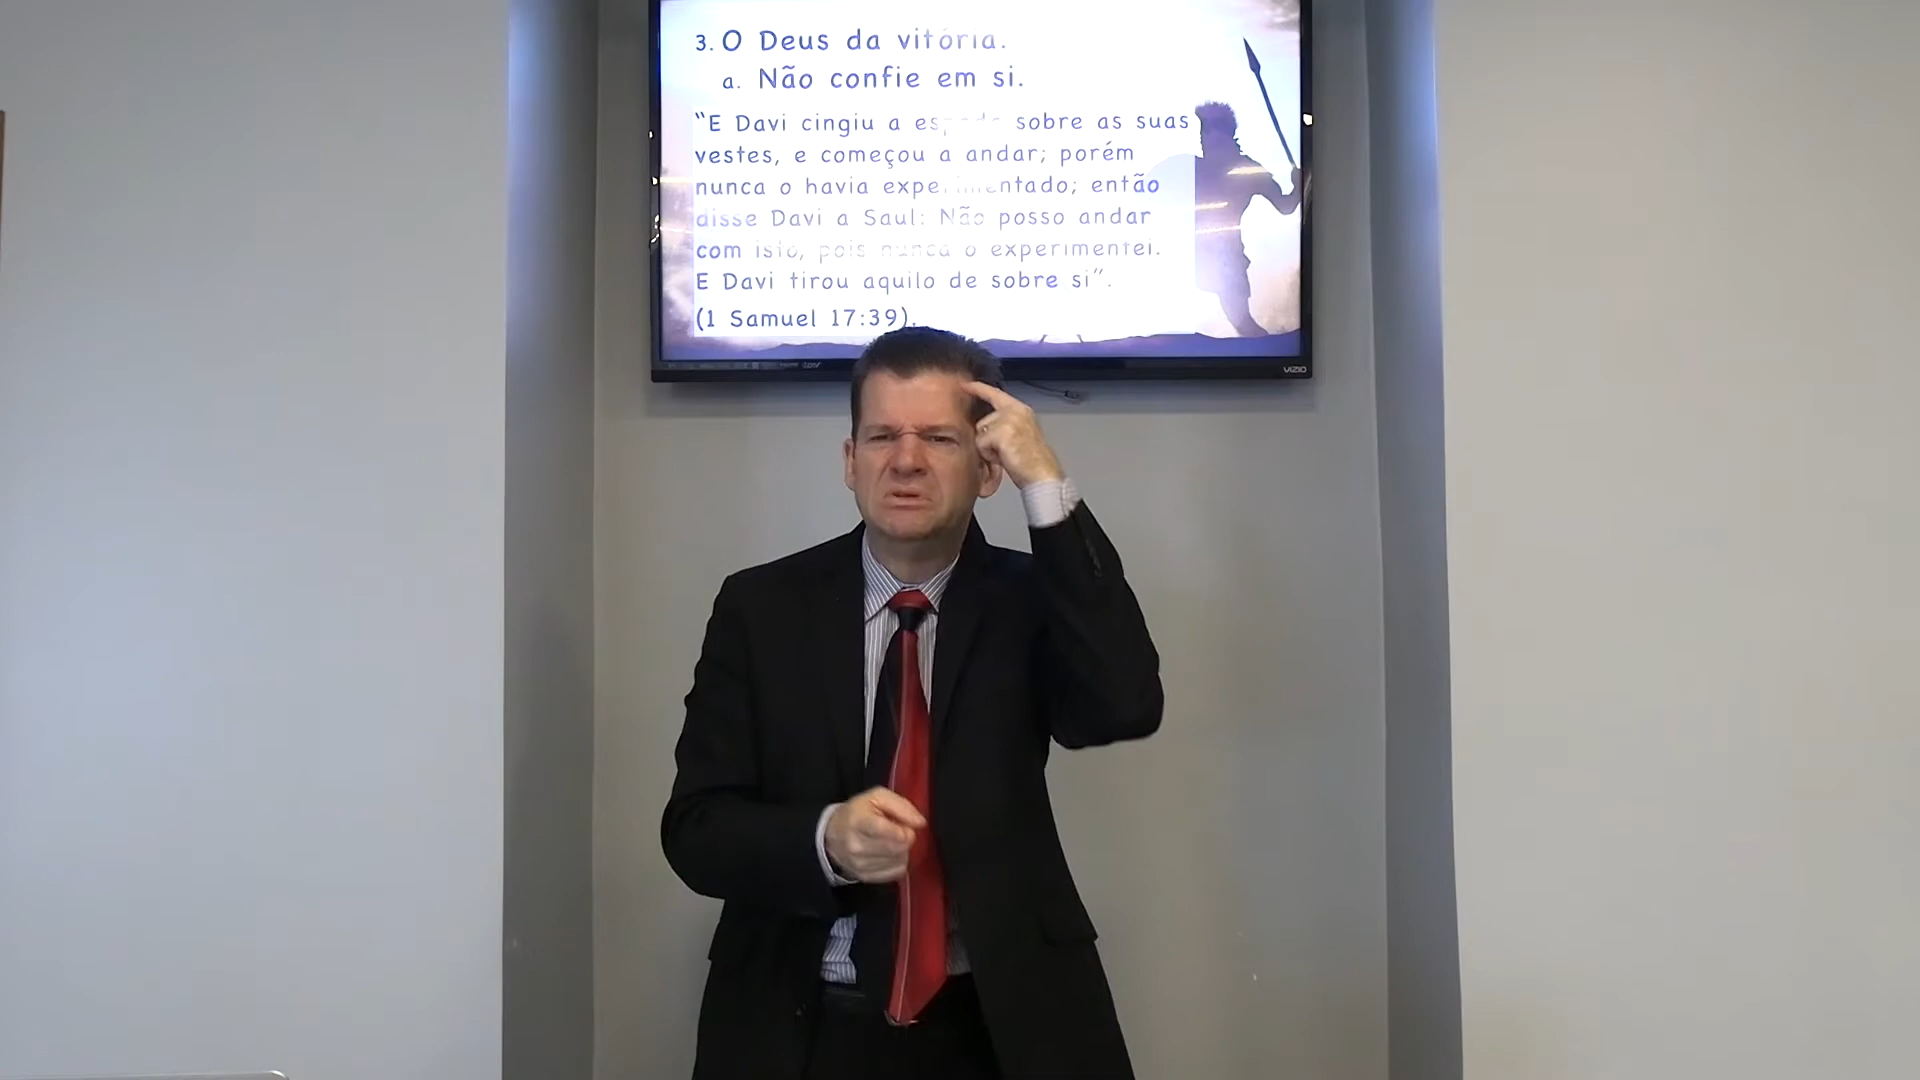 3. O Deus da vitória.
a. Não confie em si.
“E Davi cingiu a espada sobre as suas
vestes, e começou a andar; porém
nunca o havia experimentado; então
disse Davi a Saul: Não posso andar
com isto, pois nunca o experimentei.
E Davi tirou aquilo de sobre si”.
(1 Samuel 17:39).
VIZIO